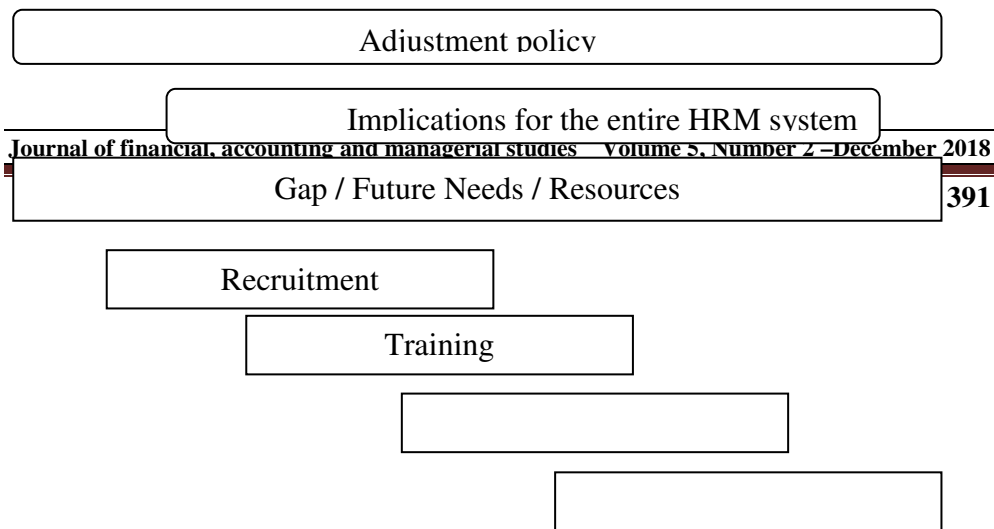 Adjustment policy
Implications for the entire HRM system
Journal of financial, accounting and managerial studies Volume 5, Number 2 –December 2018
Gap / Future Needs / Resources
391
Recruitment
Training